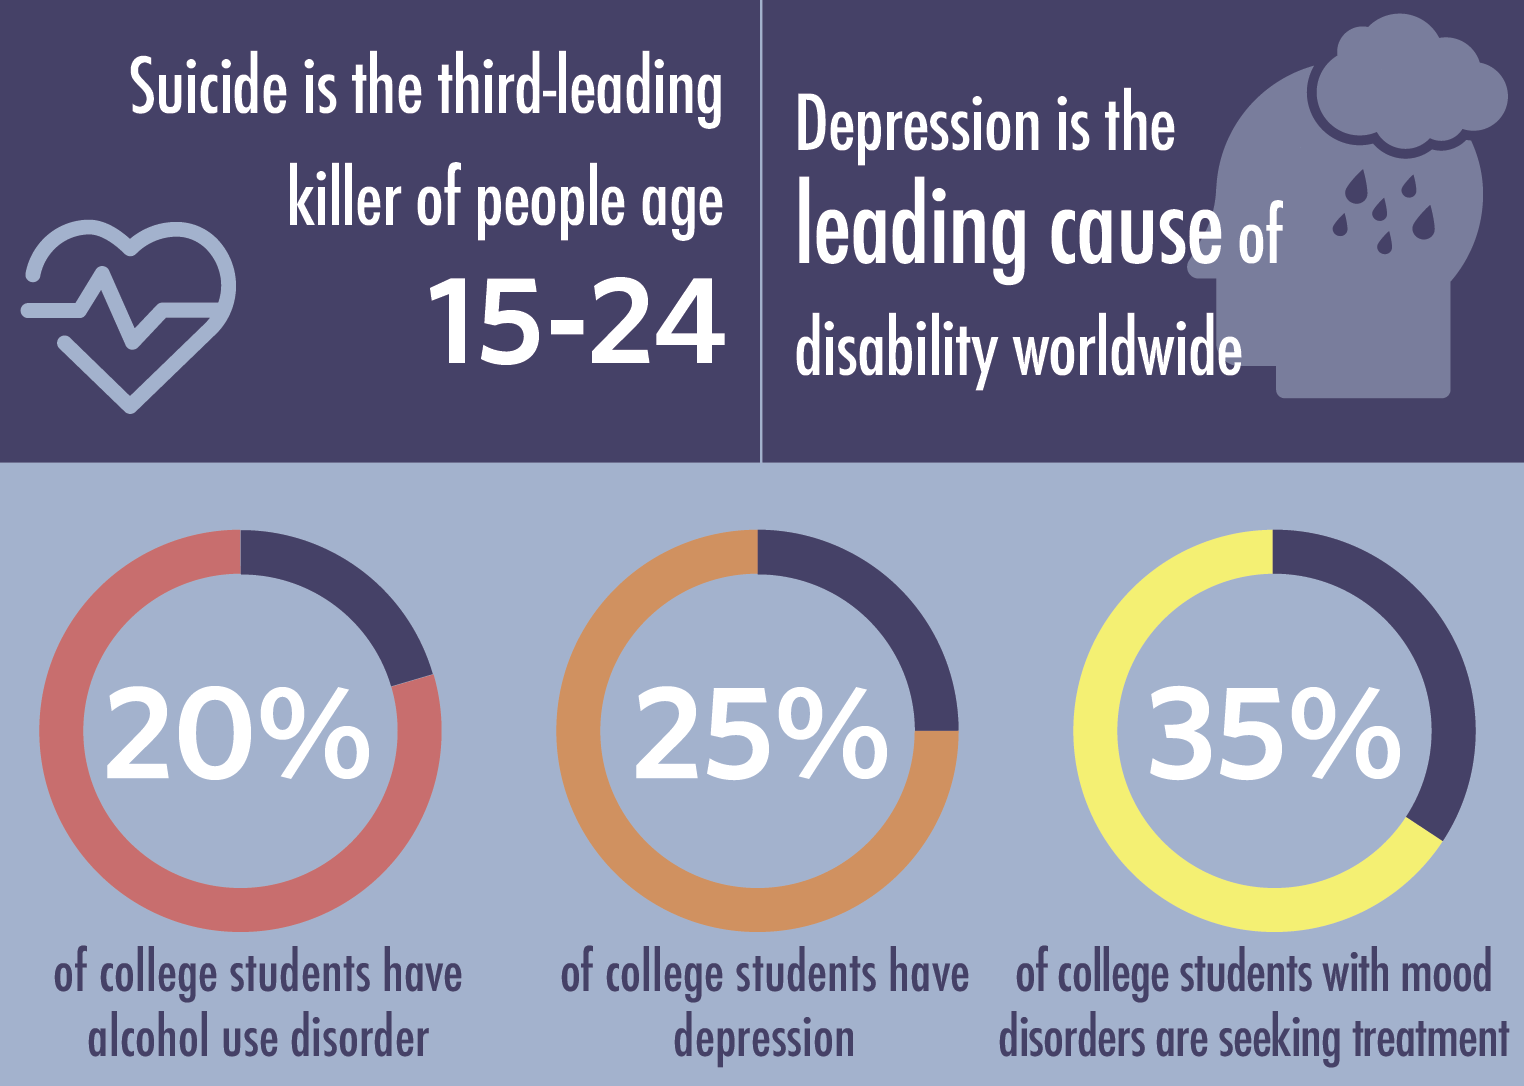 Suicide is the third-leading
killer of people age
15-24
Depression is the
leading cause of
disability worldwide
20%
of college students have
alcohol use disorder
25%
of college students have
depression
35%
of college students with mood
disorders are seeking treatment